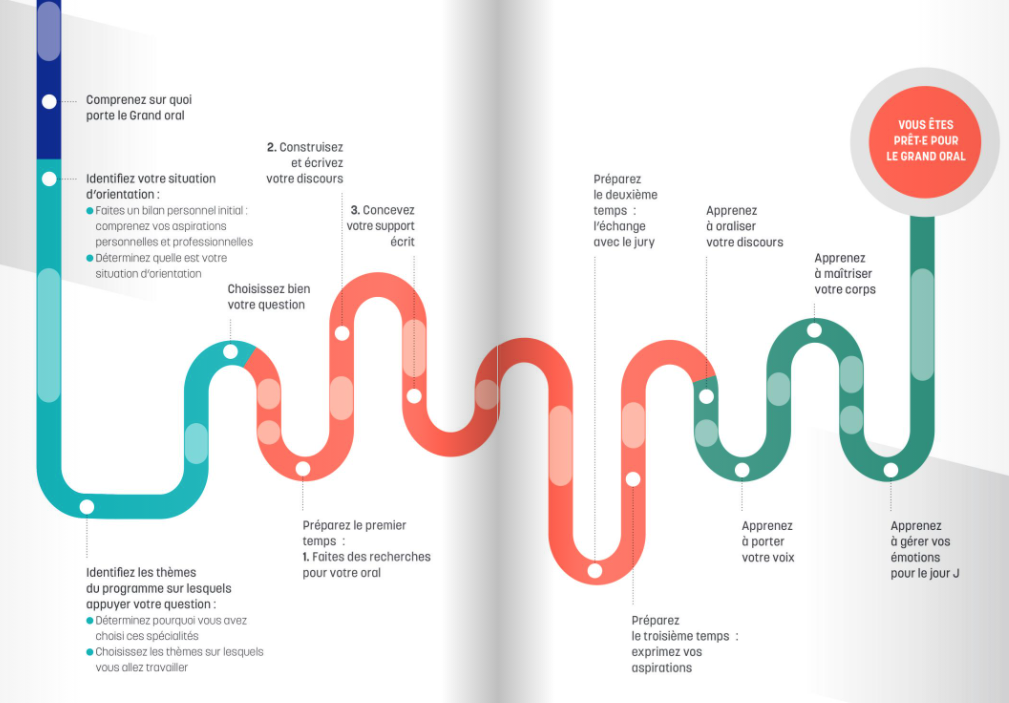 Comprenez sur quoi
porte le Grand oral
Identifiez votre situation
d'orientation :
Faites un bilan personnel initial :
comprenez vos aspirations
personnelles et professionnelles
Déterminez quelle est votre
situation d'orientation
Identifiez les thèmes
du programme sur lesquels
appuyer votre question :
Déterminez pourquoi vous avez
choisi ces spécialités
Choisissez les thèmes sur lesquels
vous allez travailler
Choisissez bien
votre question
Préparez le premier
temps :
1. Faites des recherches
pour votre oral
2. Construisez
et écrivez
votre discours
3. Concevez
votre support
écrit
Préparez
le deuxième
temps :
l'échange
avec le jury
Préparez
le troisième temps :
exprimez vos
aspirations
Apprenez
à oraliser
votre discours
Apprenez
à porter
votre voix
Apprenez
à maîtriser
votre corps
Apprenez
à gérer vos
émotions
pour le jour J
VOUS ÊTES
PRÊT·E POUR
LE GRAND ORAL